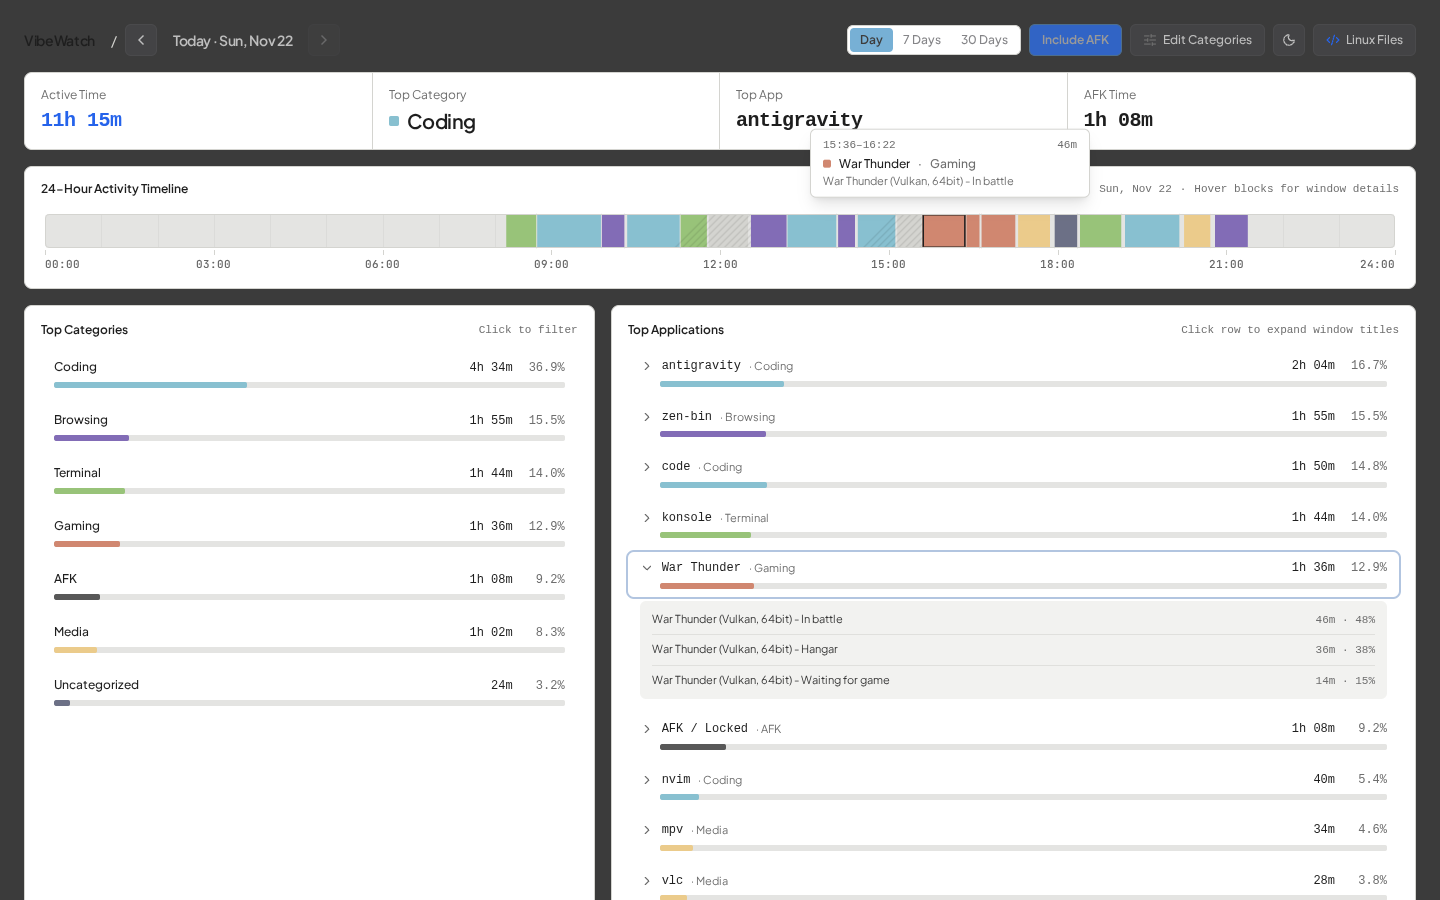 VibeWatch / Today · Sun, Nov 22 Day 7 Days 30 Days Include AFK Edit Categories Linux Files
Active Time
11h 15m
Top Category
Coding
Top App
antigravity
AFK Time
1h 08m
15:36–16:22 46m
War Thunder · Gaming
War Thunder (Vulkan, 64bit) - In battle
24-Hour Activity Timeline Sun, Nov 22 · Hover blocks for window details
00:00 03:00 06:00 09:00 12:00 15:00 18:00 21:00 24:00
Top Categories Click to filter
Coding 4h 34m 36.9%
Browsing 1h 55m 15.5%
Terminal 1h 44m 14.0%
Gaming 1h 36m 12.9%
AFK 1h 08m 9.2%
Media 1h 02m 8.3%
Uncategorized 24m 3.2%
Top Applications Click row to expand window titles
antigravity · Coding 2h 04m 16.7%
zen-bin · Browsing 1h 55m 15.5%
code · Coding 1h 50m 14.8%
konsole · Terminal 1h 44m 14.0%
War Thunder · Gaming 1h 36m 12.9%
War Thunder (Vulkan, 64bit) - In battle 46m · 48%
War Thunder (Vulkan, 64bit) - Hangar 36m · 38%
War Thunder (Vulkan, 64bit) - Waiting for game 14m · 15%
AFK / Locked · AFK 1h 08m 9.2%
nvim · Coding 40m 5.4%
mpv · Media 34m 4.6%
vlc · Media 28m 3.8%